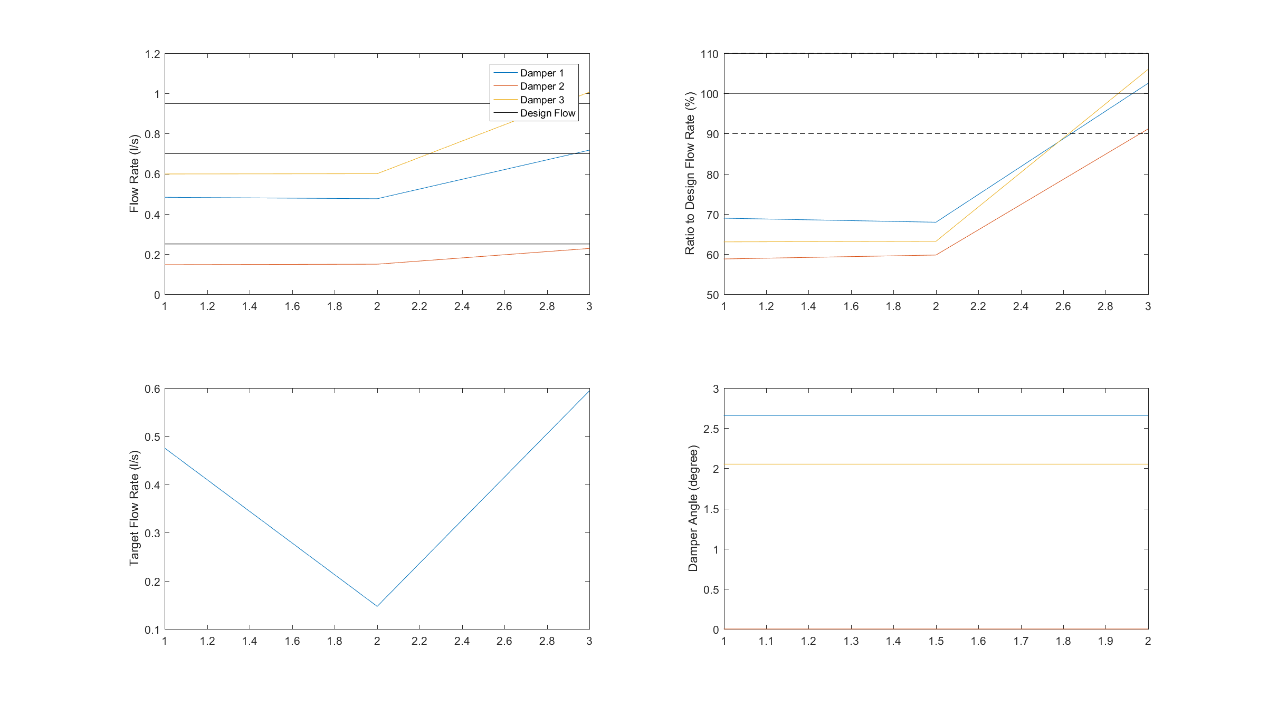 1.2
1
0.8
0.6
0.4
0.2
0
Flow Rate (l/s)
1 1.2 1.4 1.6 1.8 2 2.2 2.4 2.6 2.8 3
Damper 1
Damper 2
Damper 3
Design Flow
110
100
90
80
70
60
50
Ratio to Design Flow Rate (%)
1 1.2 1.4 1.6 1.8 2 2.2 2.4 2.6 2.8 3
0.6
0.5
0.4
0.3
0.2
0.1
Target Flow Rate (l/s)
1 1.2 1.4 1.6 1.8 2 2.2 2.4 2.6 2.8 3
3
2.5
2
1.5
1
0.5
0
Damper Angle (degree)
1 1.1 1.2 1.3 1.4 1.5 1.6 1.7 1.8 1.9 2